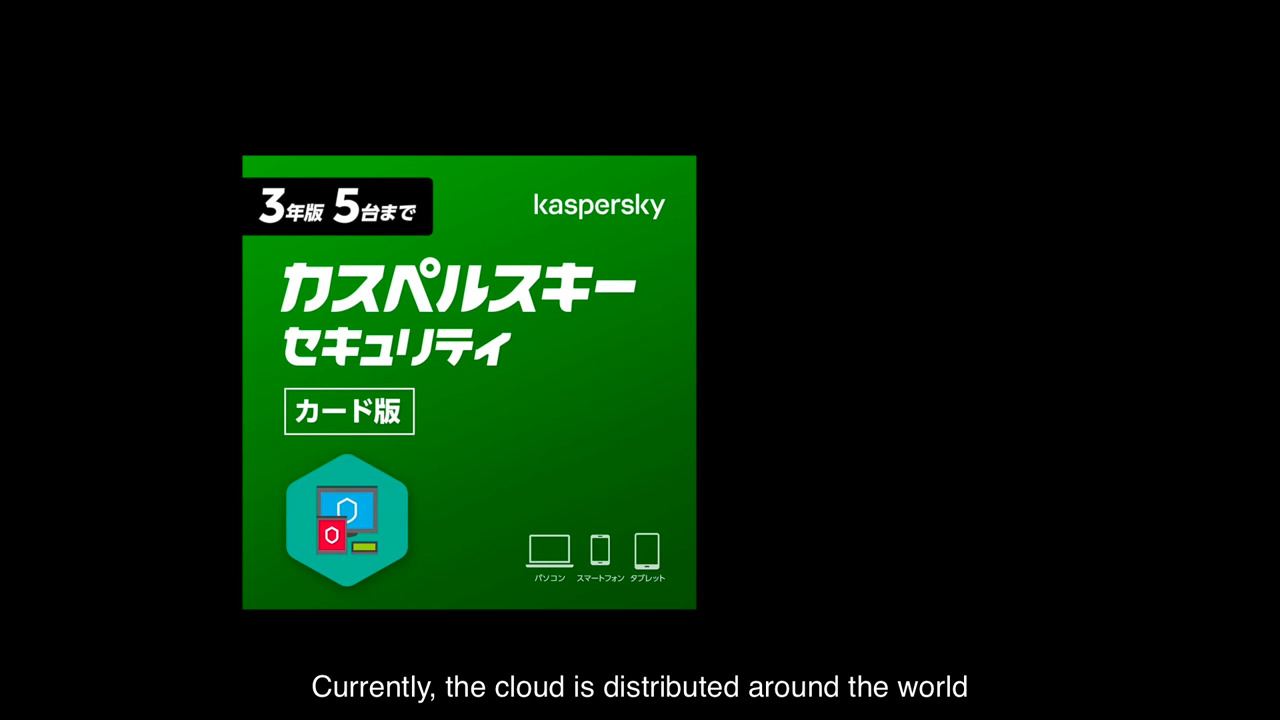 3年版 5台まで
kaspersky
カスペルスキー
セキュリティ
カード版
パソコン スマートフォン タブレット
Currently, the cloud is distributed around the world